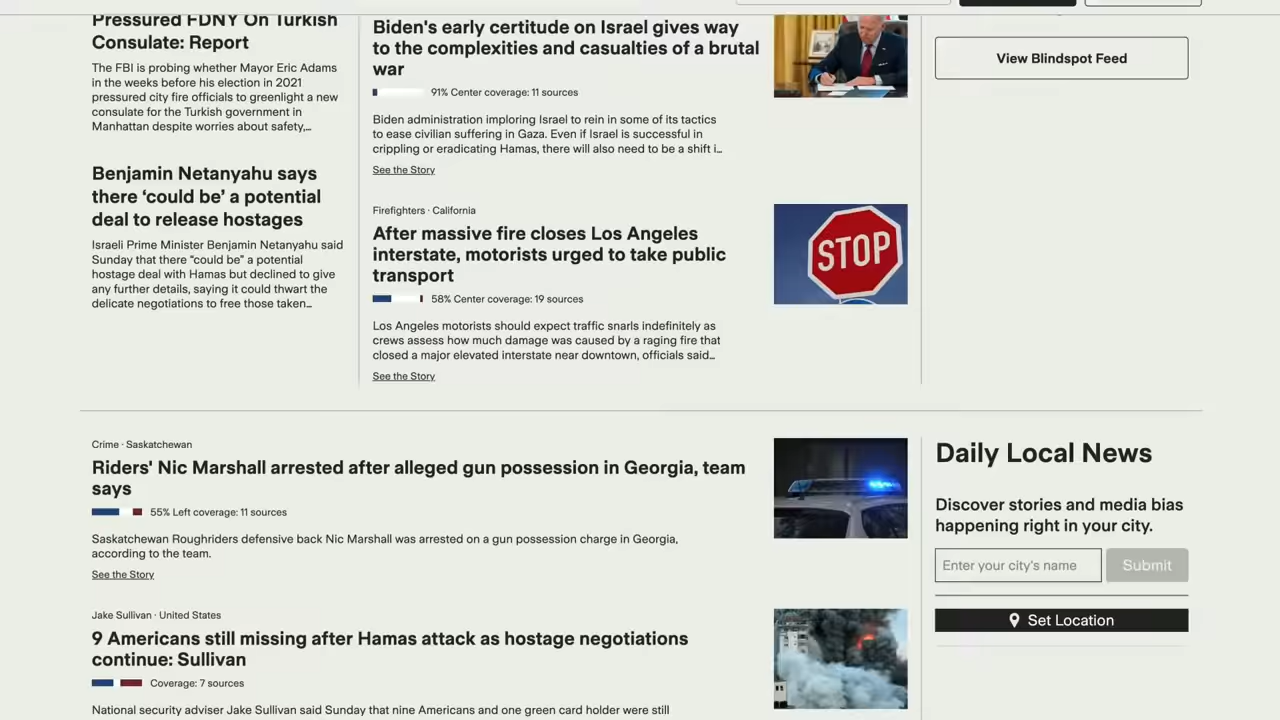 Pressured FDNY On Turkish
Consulate: Report
The FBI is probing whether Mayor Eric Adams
in the weeks before his election in 2021
pressured city fire officials to greenlight a new
consulate for the Turkish government in
Manhattan despite worries about safety,...
Benjamin Netanyahu says
there ‘could be’ a potential
deal to release hostages
Israeli Prime Minister Benjamin Netanyahu said
Sunday that there “could be” a potential
hostage deal with Hamas but declined to give
any further details, saying it could thwart the
delicate negotiations to free those taken...
Biden's early certitude on Israel gives way
to the complexities and casualties of a brutal
war
91% Center coverage: 11 sources
Biden administration imploring Israel to rein in some of its tactics
to ease civilian suffering in Gaza. Even if Israel is successful in
crippling or eradicating Hamas, there will also need to be a shift i...
See the Story
Firefighters · California
After massive fire closes Los Angeles
interstate, motorists urged to take public
transport
58% Center coverage: 19 sources
Los Angeles motorists should expect traffic snarls indefinitely as
crews assess how much damage was caused by a raging fire that
closed a major elevated interstate near downtown, officials said...
See the Story
STOP
View Blindspot Feed
Crime · Saskatchewan
Riders' Nic Marshall arrested after alleged gun possession in Georgia, team
says
55% Left coverage: 11 sources
Saskatchewan Roughriders defensive back Nic Marshall was arrested on a gun possession charge in Georgia,
according to the team.
See the Story
Jake Sullivan · United States
9 Americans still missing after Hamas attack as hostage negotiations
continue: Sullivan
Coverage: 7 sources
National security adviser Jake Sullivan said Sunday that nine Americans and one green card holder were still
Daily Local News
Discover stories and media bias
happening right in your city.
Enter your city's name
Submit
Set Location